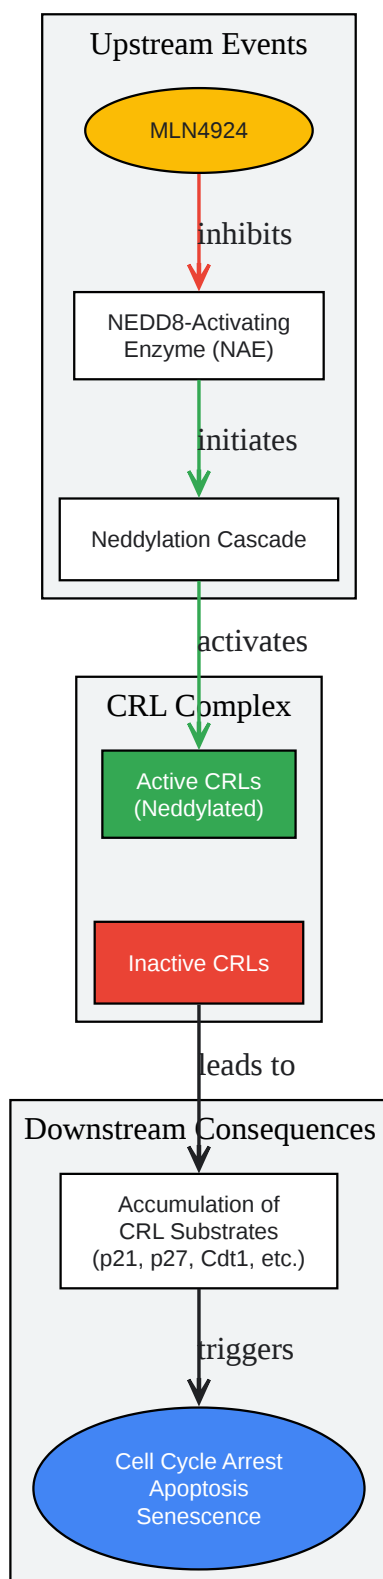 Upstream Events
MLN4924
inhibits
NEDD8-Activating
Enzyme (NAE)
initiates
Neddylation Cascade
activates
CRL Complex
Active CRLs
(Neddylated)
Inactive CRLs
leads to
Downstream Consequences
Accumulation of
CRL Substrates
(p21, p27, Cdt1, etc.)
triggers
Cell Cycle Arrest
Apoptosis
Senescence